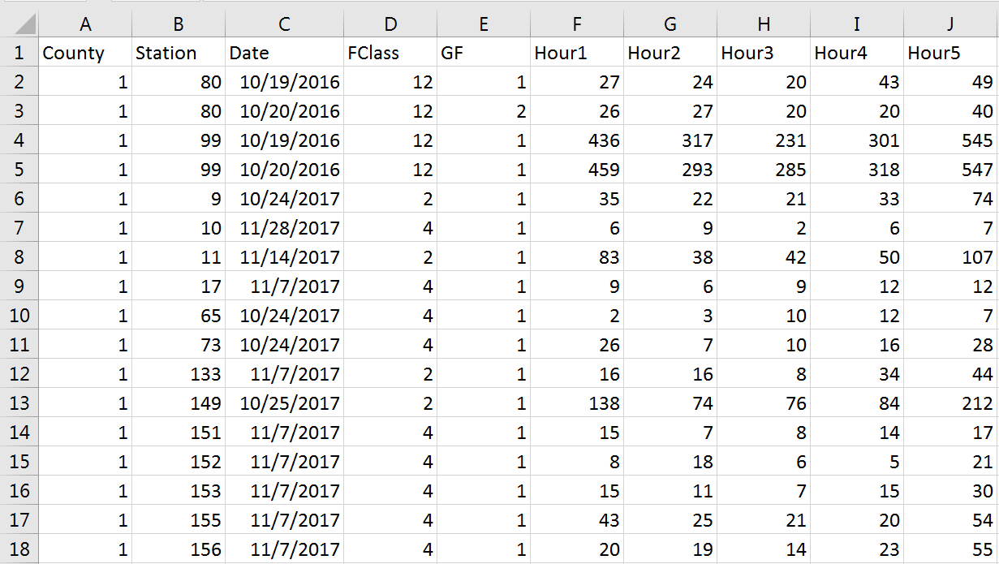 A B C D E F G H I J
1 County Station Date FClass GF Hour1 Hour2 Hour3 Hour4 Hour5
2 1 80 10/19/2016 12 1 27 24 20 43 49
3 1 80 10/20/2016 12 2 26 27 20 20 40
4 1 99 10/19/2016 12 1 436 317 231 301 545
5 1 99 10/20/2016 12 1 459 293 285 318 547
6 1 9 10/24/2017 2 1 35 22 21 33 74
7 1 10 11/28/2017 4 1 6 9 2 6 7
8 1 11 11/14/2017 2 1 83 38 42 50 107
9 1 17 11/7/2017 4 1 9 6 9 12 12
10 1 65 10/24/2017 4 1 2 3 10 12 7
11 1 73 10/24/2017 4 1 26 7 10 16 28
12 1 133 11/7/2017 2 1 16 16 8 34 44
13 1 149 10/25/2017 2 1 138 74 76 84 212
14 1 151 11/7/2017 4 1 15 7 8 14 17
15 1 152 11/7/2017 4 1 8 18 6 5 21
16 1 153 11/7/2017 4 1 15 11 7 15 30
17 1 155 11/7/2017 4 1 43 25 21 20 54
18 1 156 11/7/2017 4 1 20 19 14 23 55